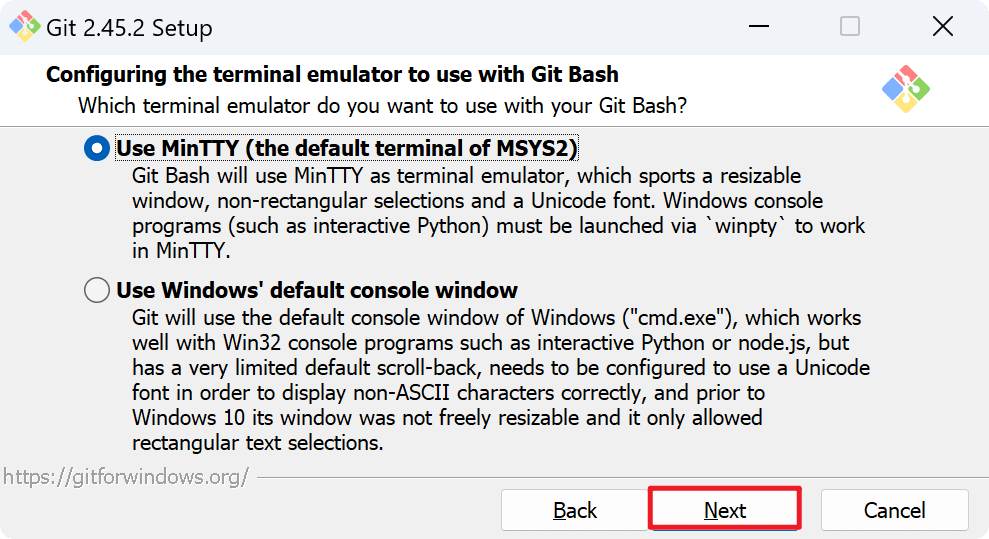 Git 2.45.2 Setup
Configuring the terminal emulator to use with Git Bash
Which terminal emulator do you want to use with your Git Bash?
Use MinTTY (the default terminal of MSYS2)
Git Bash will use MinTTY as terminal emulator, which sports a resizable
window, non-rectangular selections and a Unicode font. Windows console
programs (such as interactive Python) must be launched via `winpty` to work
in MinTTY.
Use Windows' default console window
Git will use the default console window of Windows ("cmd.exe"), which works
well with Win32 console programs such as interactive Python or node.js, but
has a very limited default scroll-back, needs to be configured to use a Unicode
font in order to display non-ASCII characters correctly, and prior to
Windows 10 its window was not freely resizable and it only allowed
rectangular text selections.
https://gitforwindows.org/
Back Next Cancel